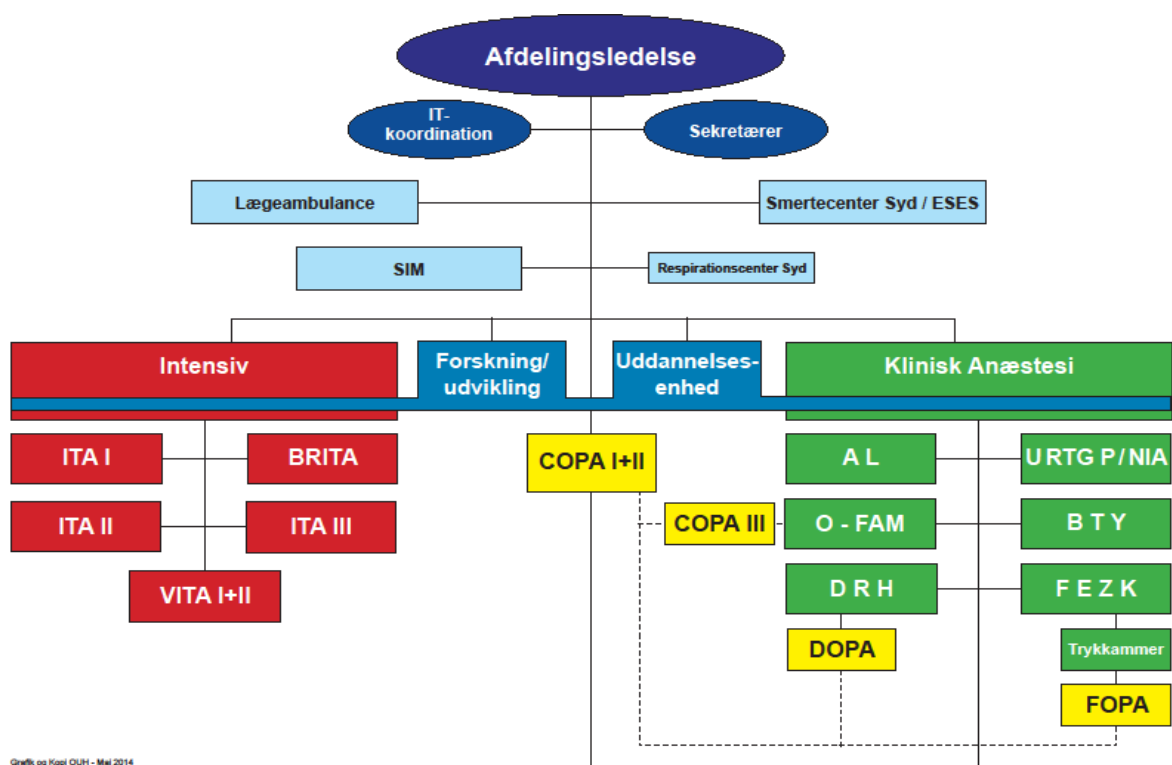 Afdelingsledelse
IT-
koordination
Sekretærer
Lægeambulance
Smertecenter Syd / ESES
SIM
Respirationscenter Syd
Intensiv
Forskning/
udvikling
Uddannelses-
enhed
Klinisk Anæstesi
ITA I
BRITA
COPA I+II
A L
U RTG P / NIA
ITA II
ITA III
COPA III
O - FAM
B T Y
VITA I+II
D R H
F E Z K
DOPA
Trykkammer
FOPA
Grafik og Kopi OUH - Maj 2014